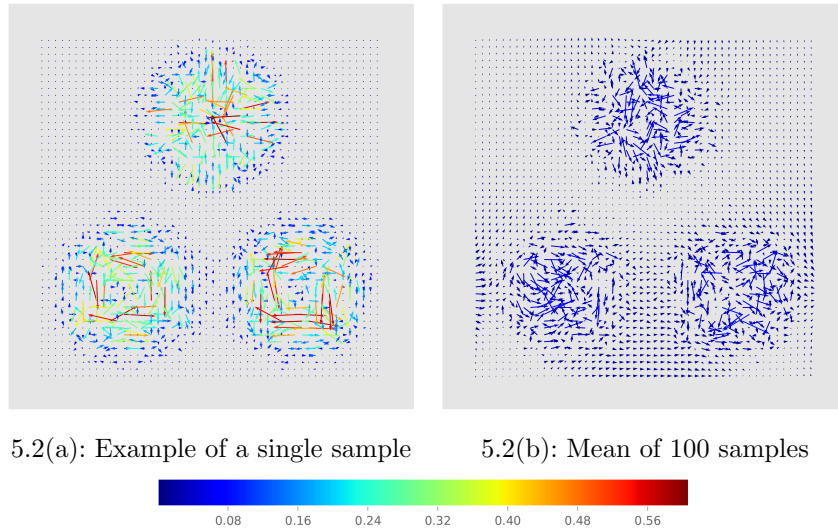 5.2(a): Example of a single sample
5.2(b): Mean of 100 samples
0.08 0.16 0.24 0.32 0.40 0.48 0.56